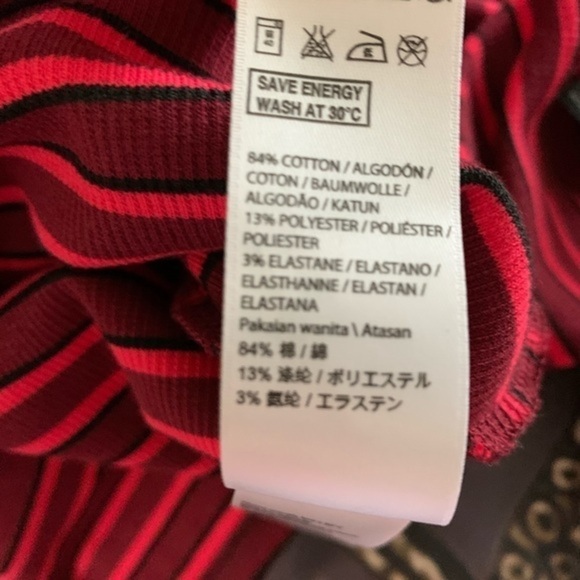 SAVE ENERGY
WASH AT 30°C
84% COTTON / ALGODÓN /
COTON / BAUMWOLLE /
ALGODÃO / KATUN
13% POLYESTER / POLIÉSTER /
POLIESTER
3% ELASTANE / ELASTANO /
ELASTHANNE / ELASTAN /
ELASTANA
Pakaian wanita \ Atasan
84% 棉 / 綿
13% 涤纶 / ポリエステル
3% 氨纶 / エラステン